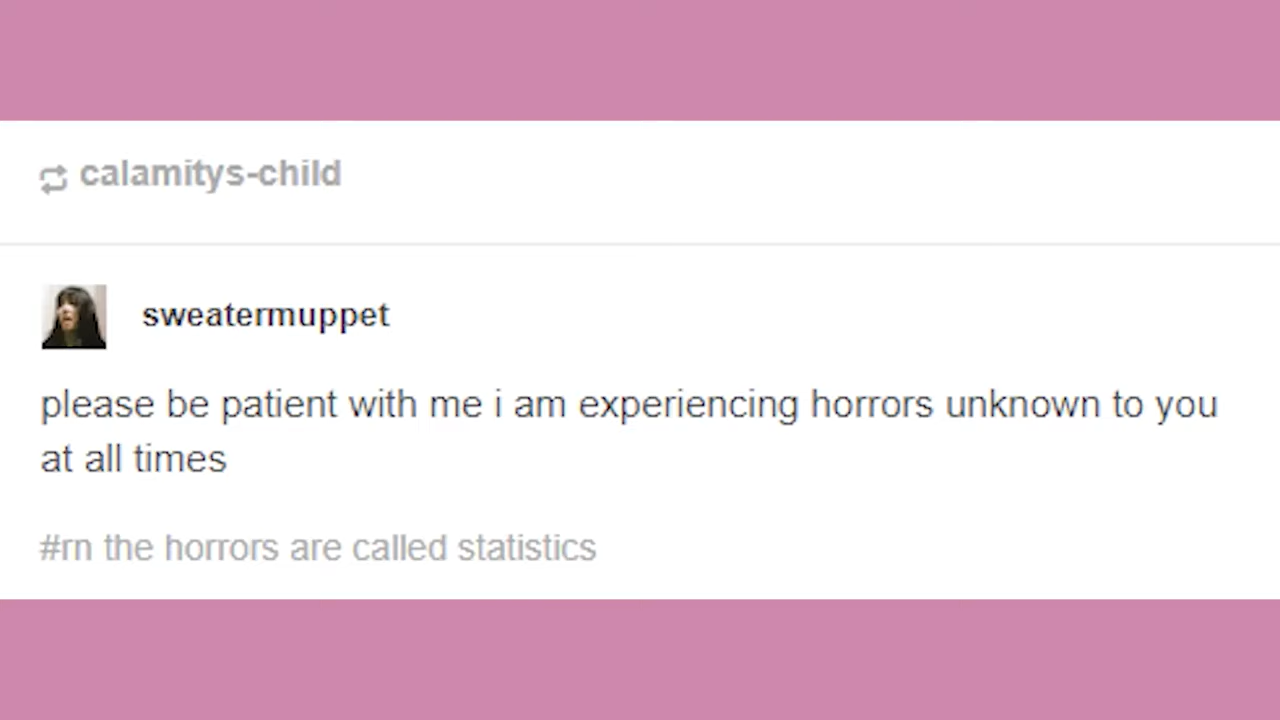 calamitys-child
sweatermuppet
please be patient with me i am experiencing horrors unknown to you
at all times
#rn the horrors are called statistics